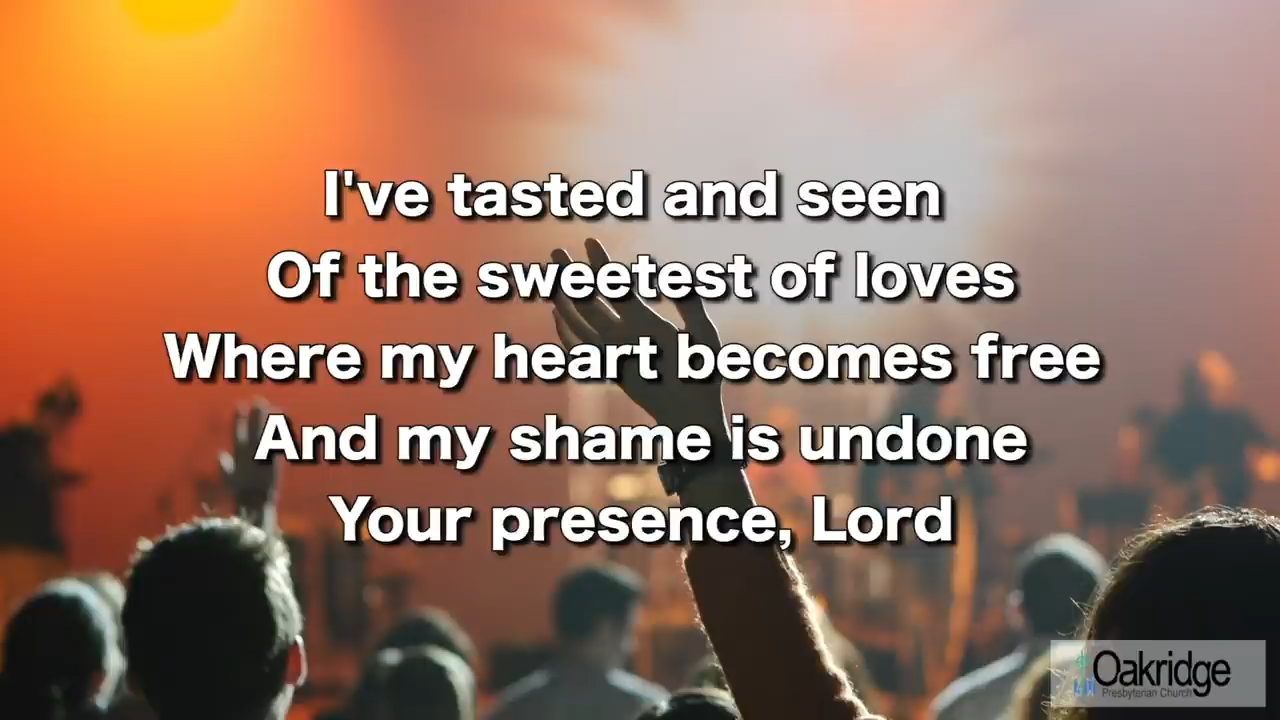 I've tasted and seen
Of the sweetest of loves
Where my heart becomes free
And my shame is undone
Your presence, Lord
Oakridge
Presbyterian Church